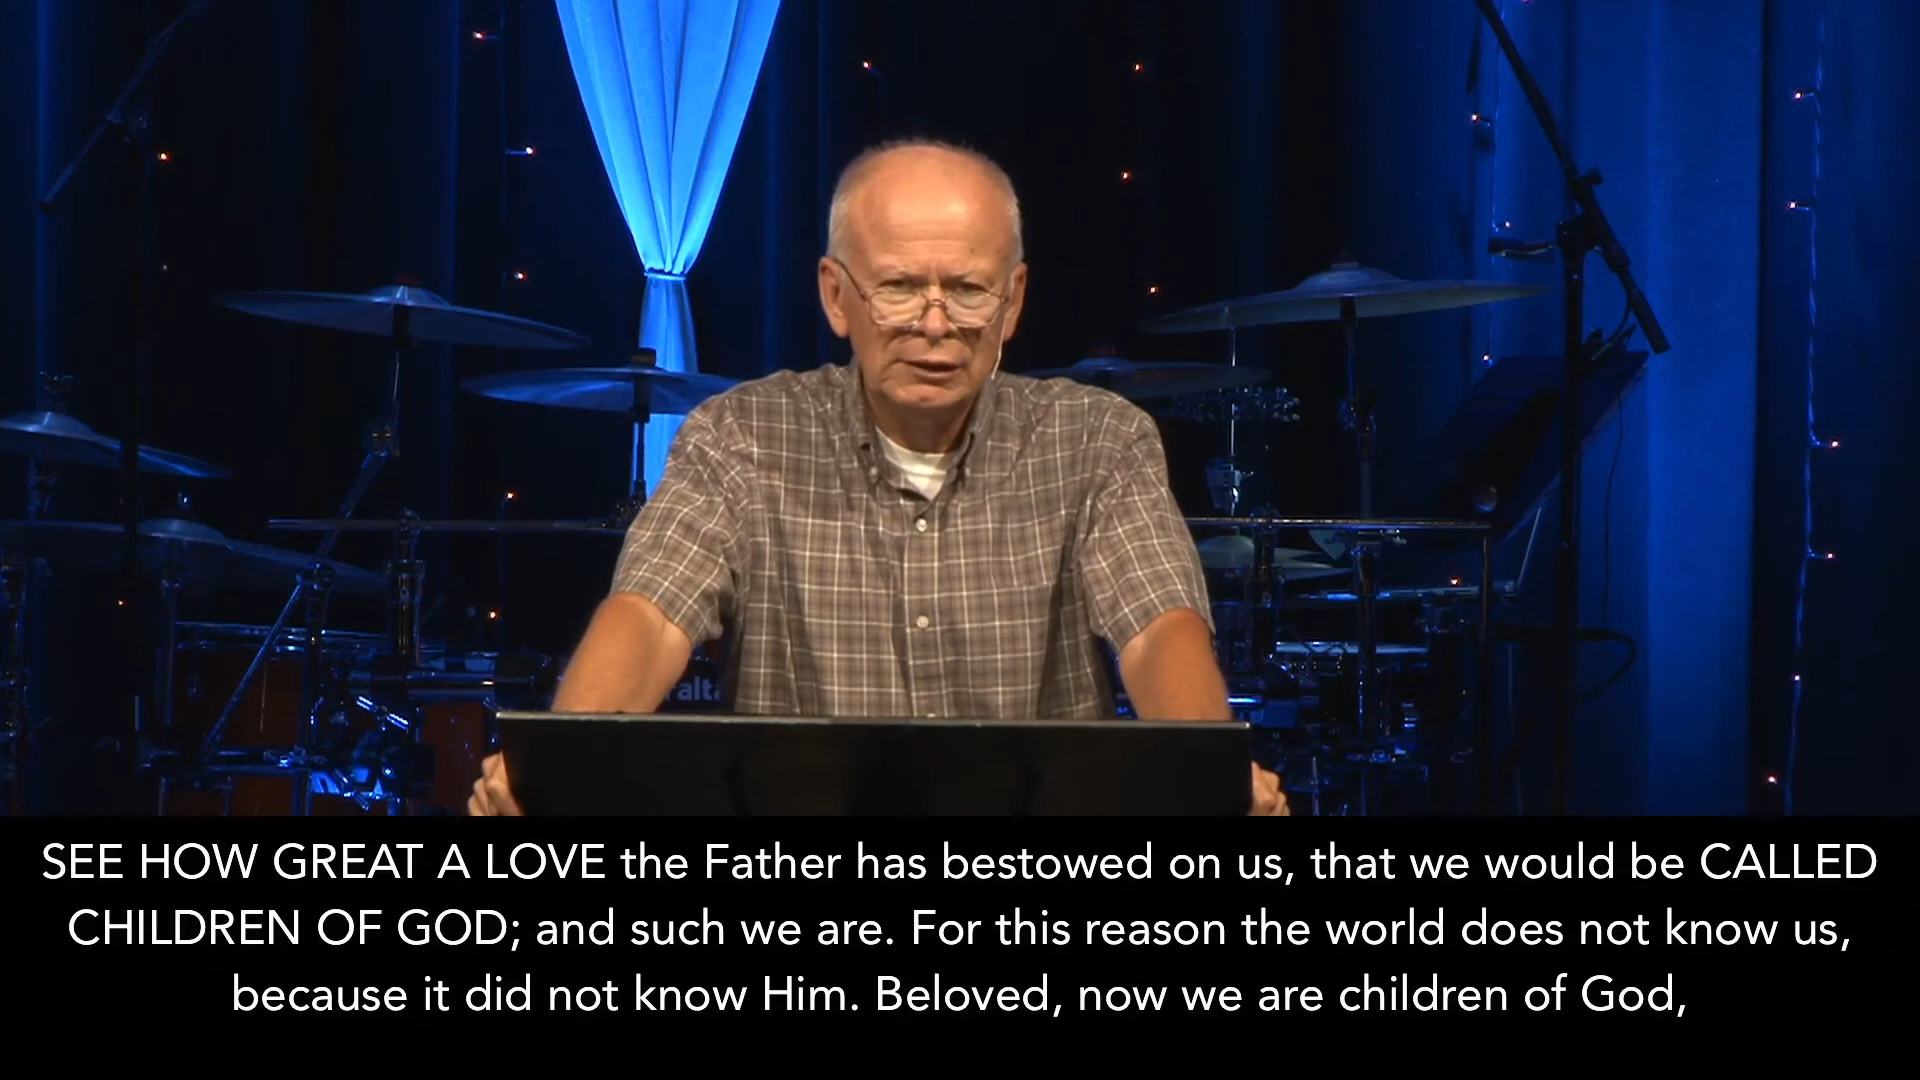 SEE HOW GREAT A LOVE the Father has bestowed on us, that we would be CALLED
CHILDREN OF GOD; and such we are. For this reason the world does not know us,
because it did not know Him. Beloved, now we are children of God,